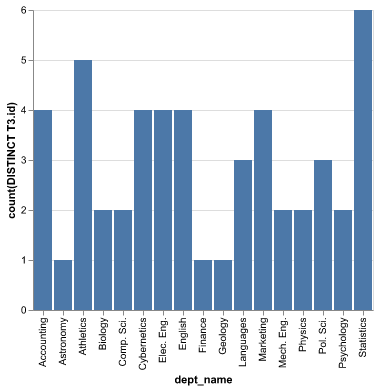 6
5
4
3
2
1
0
count(DISTINCT T3.id)
Accounting
Astronomy
Athletics
Biology
Comp. Sci.
Cybernetics
Elec. Eng.
English
Finance
Geology
Languages
Marketing
Mech. Eng.
Physics
Pol. Sci.
Psychology
Statistics
dept_name